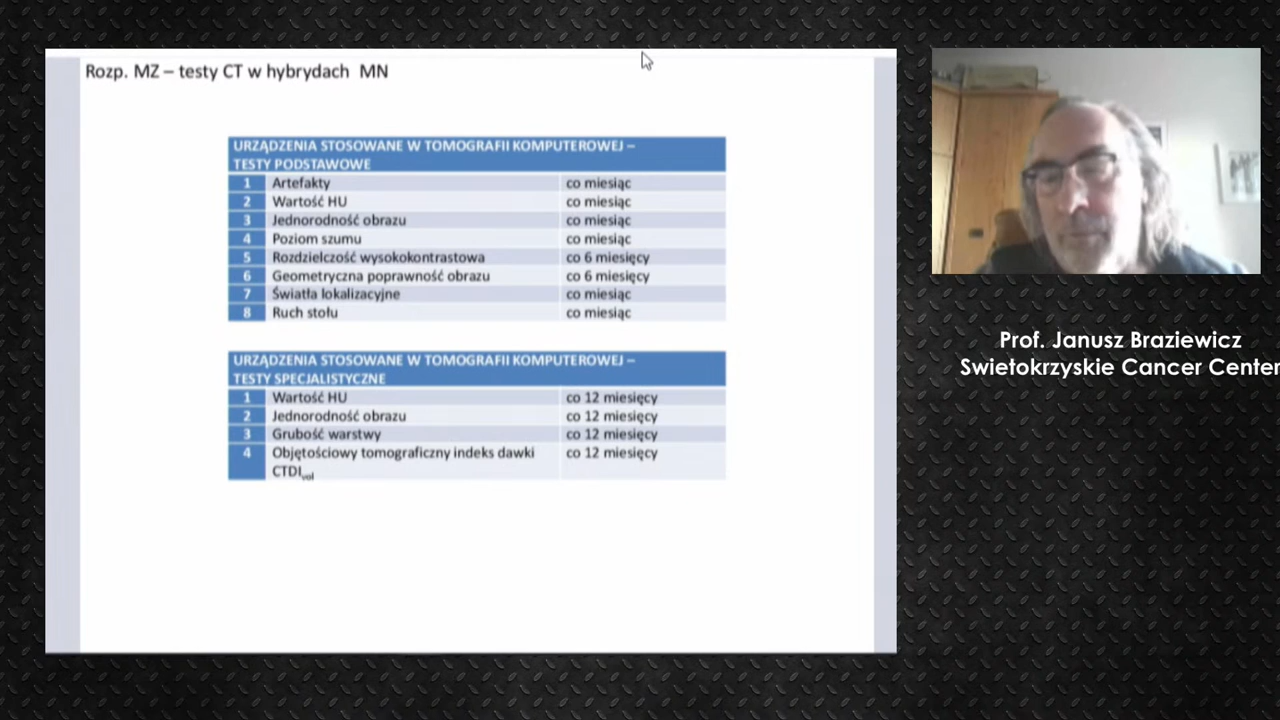 Rozp. MZ – testy CT w hybrydach MN
URZĄDZENIA STOSOWANE W TOMOGRAFII KOMPUTEROWEJ –
TESTY PODSTAWOWE
1 Artefakty co miesiąc
2 Wartość HU co miesiąc
3 Jednorodność obrazu co miesiąc
4 Poziom szumu co miesiąc
5 Rozdzielczość wysokokontrastowa co 6 miesięcy
6 Geometryczna poprawność obrazu co 6 miesięcy
7 Światła lokalizacyjne co miesiąc
8 Ruch stołu co miesiąc
URZĄDZENIA STOSOWANE W TOMOGRAFII KOMPUTEROWEJ –
TESTY SPECJALISTYCZNE
1 Wartość HU co 12 miesięcy
2 Jednorodność obrazu co 12 miesięcy
3 Grubość warstwy co 12 miesięcy
4 Objętościowy tomograficzny indeks dawki co 12 miesięcy
CTDIvol
Prof. Janusz Braziewicz
Swietokrzyskie Cancer Center